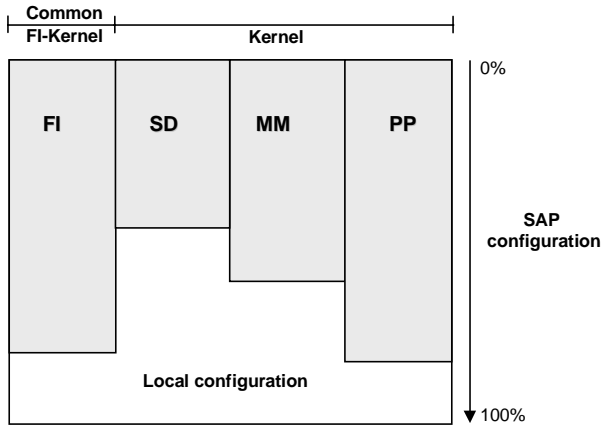 Common
FI-Kernel
Kernel
0%
FI
SD
MM
PP
SAP
configuration
Local configuration
100%